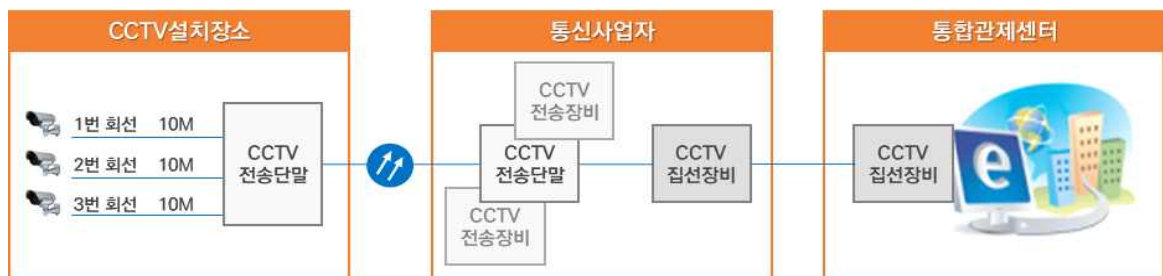 CCTV설치장소
통신사업자
통합관제센터
1번 회선 10M
2번 회선 10M
3번 회선 10M
CCTV
전송단말
CCTV
전송장비
CCTV
전송단말
CCTV
전송장비
CCTV
집선장비
CCTV
집선장비
e